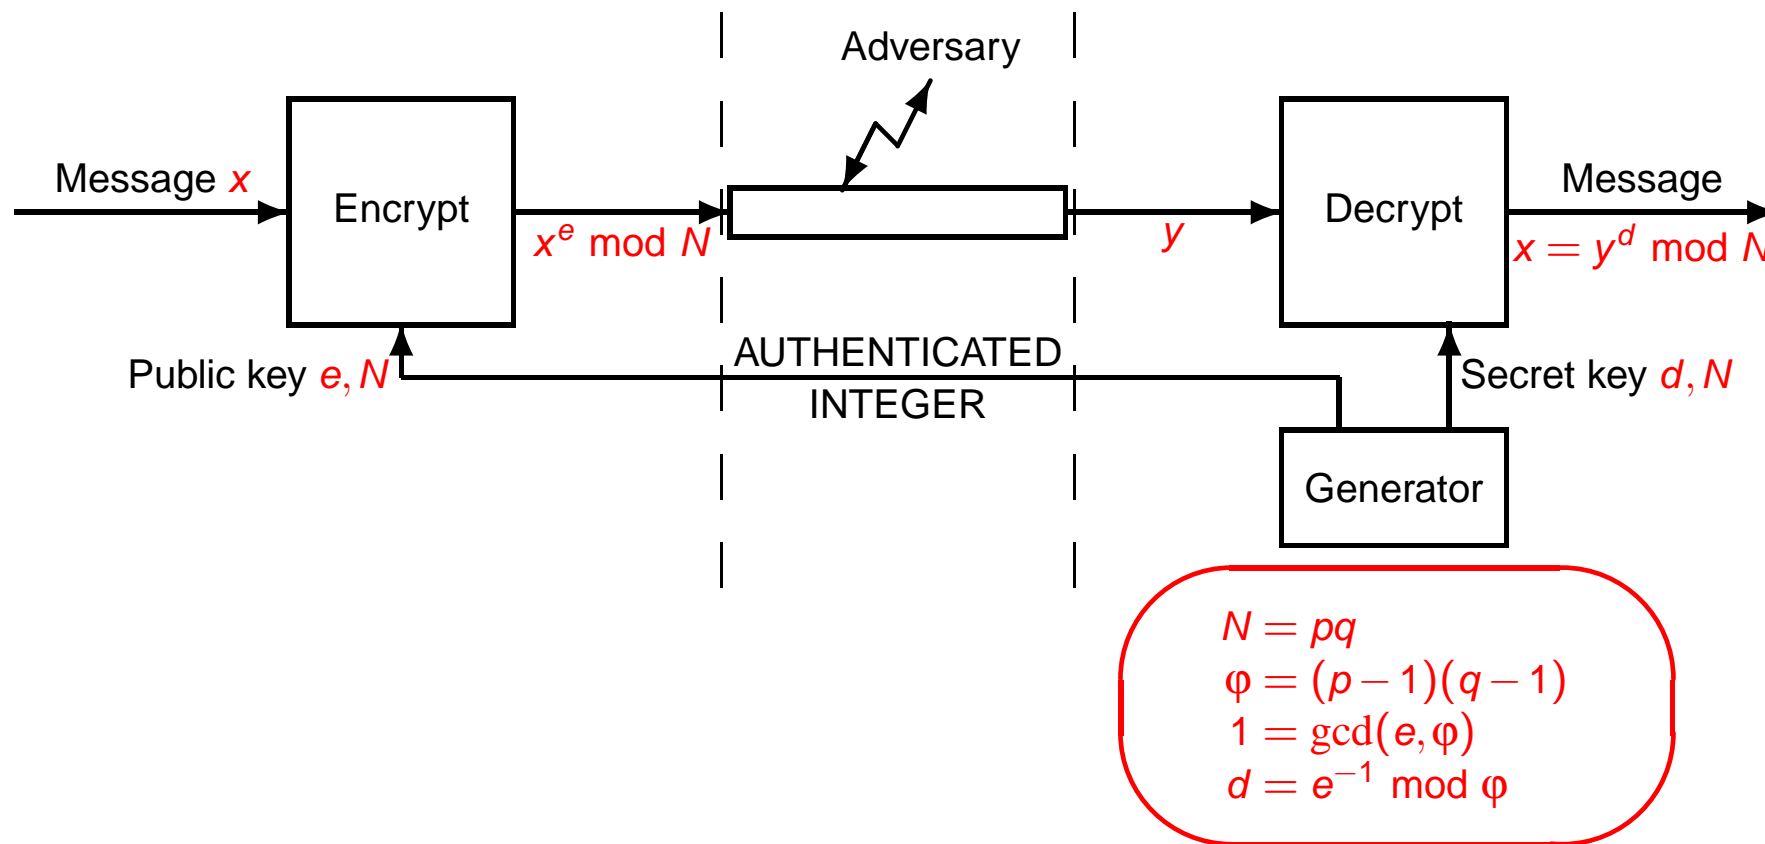 Adversary
Message x
Encrypt
x^e mod N
y
Decrypt
Message
x = y^d mod N
Public key e, N
AUTHENTICATED
INTEGER
Secret key d, N
Generator
N = pq
φ = (p − 1)(q − 1)
1 = gcd(e, φ)
d = e^{−1} mod φ